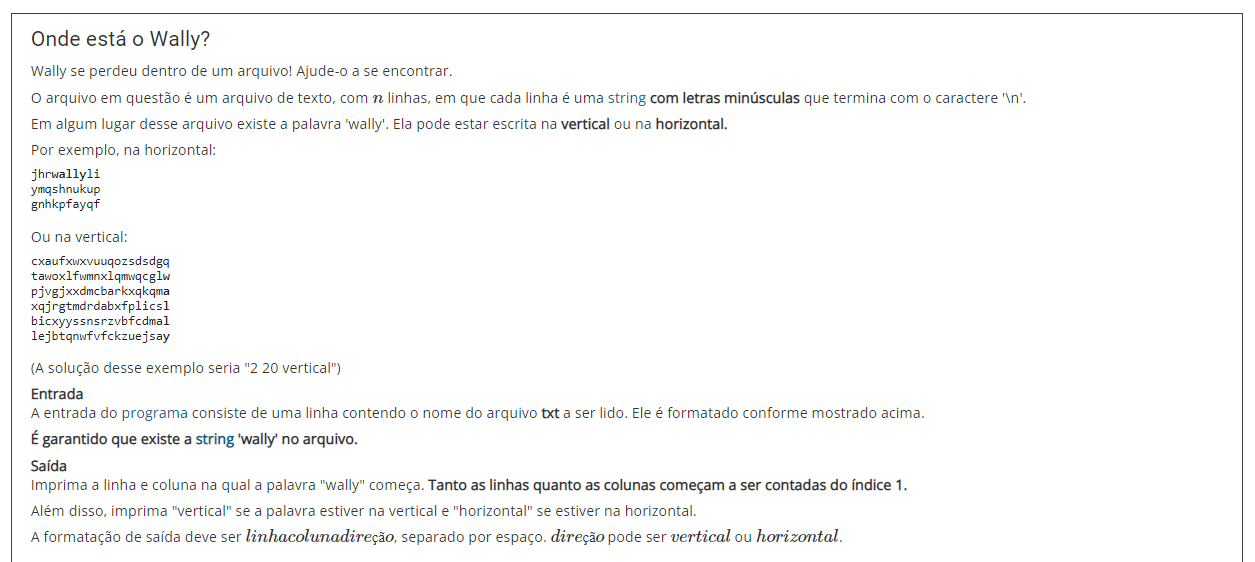 Onde está o Wally?
Wally se perdeu dentro de um arquivo! Ajude-o a se encontrar.
O arquivo em questão é um arquivo de texto, com n linhas, em que cada linha é uma string com letras minúsculas que termina com o caractere '\n'.
Em algum lugar desse arquivo existe a palavra 'wally'. Ela pode estar escrita na vertical ou na horizontal.
Por exemplo, na horizontal:
jhrwallyli
ymqshnukup
gnhkpfayqf
Ou na vertical:
cxaufxwxvuuqozsdsdgq
tawoxlfwmnxlqmwqcglw
pjvgjxxdmcbarkxqkqma
xqjrgtmdrdabxfplicsl
bicxyyssnsrzvbfcdmal
lejbtqnwfvfckzuejsay
(A solução desse exemplo seria "2 20 vertical")
Entrada
A entrada do programa consiste de uma linha contendo o nome do arquivo txt a ser lido. Ele é formatado conforme mostrado acima.
É garantido que existe a string 'wally' no arquivo.
Saída
Imprima a linha e coluna na qual a palavra "wally" começa. Tanto as linhas quanto as colunas começam a ser contadas do índice 1.
Além disso, imprima "vertical" se a palavra estiver na vertical e "horizontal" se estiver na horizontal.
A formatação de saída deve ser linhacolunadireção, separado por espaço. direção pode ser vertical ou horizontal.